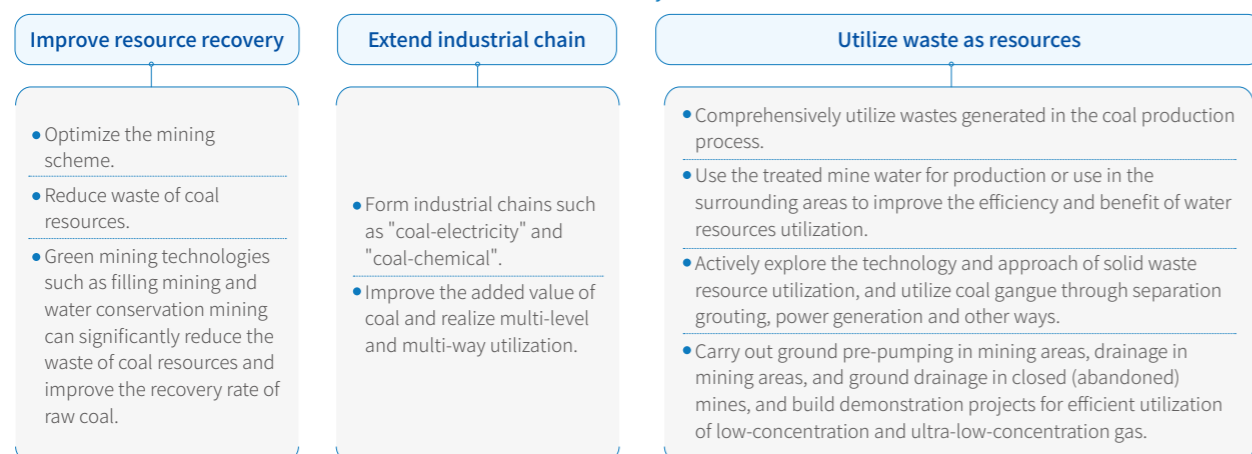 Improve resource recovery
• Optimize the mining
scheme.
• Reduce waste of coal
resources.
• Green mining technologies
such as filling mining and
water conservation mining
can significantly reduce the
waste of coal resources and
improve the recovery rate of
raw coal.
Extend industrial chain
• Form industrial chains such
as "coal-electricity" and
"coal-chemical".
• Improve the added value of
coal and realize multi-level
and multi-way utilization.
Utilize waste as resources
• Comprehensively utilize wastes generated in the coal production
process.
• Use the treated mine water for production or use in the
surrounding areas to improve the efficiency and benefit of water
resources utilization.
• Actively explore the technology and approach of solid waste
resource utilization, and utilize coal gangue through separation
grouting, power generation and other ways.
• Carry out ground pre-pumping in mining areas, drainage in
mining areas, and ground drainage in closed (abandoned)
mines, and build demonstration projects for efficient utilization
of low-concentration and ultra-low-concentration gas.